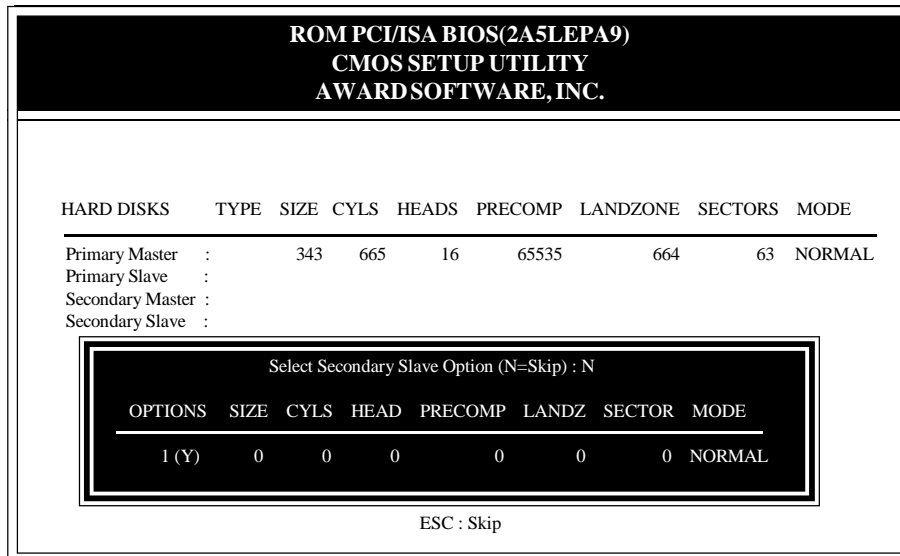 ROM PCI/ISA BIOS(2A5LEPA9)
CMOS SETUP UTILITY
AWARD SOFTWARE, INC.
HARD DISKS TYPE SIZE CYLS HEADS PRECOMP LANDZONE SECTORS MODE
Primary Master : 343 665 16 65535 664 63 NORMAL
Primary Slave :
Secondary Master :
Secondary Slave :
Select Secondary Slave Option (N=Skip) : N
OPTIONS SIZE CYLS HEAD PRECOMP LANDZ SECTOR MODE
1 (Y) 0 0 0 0 0 0 NORMAL
ESC : Skip